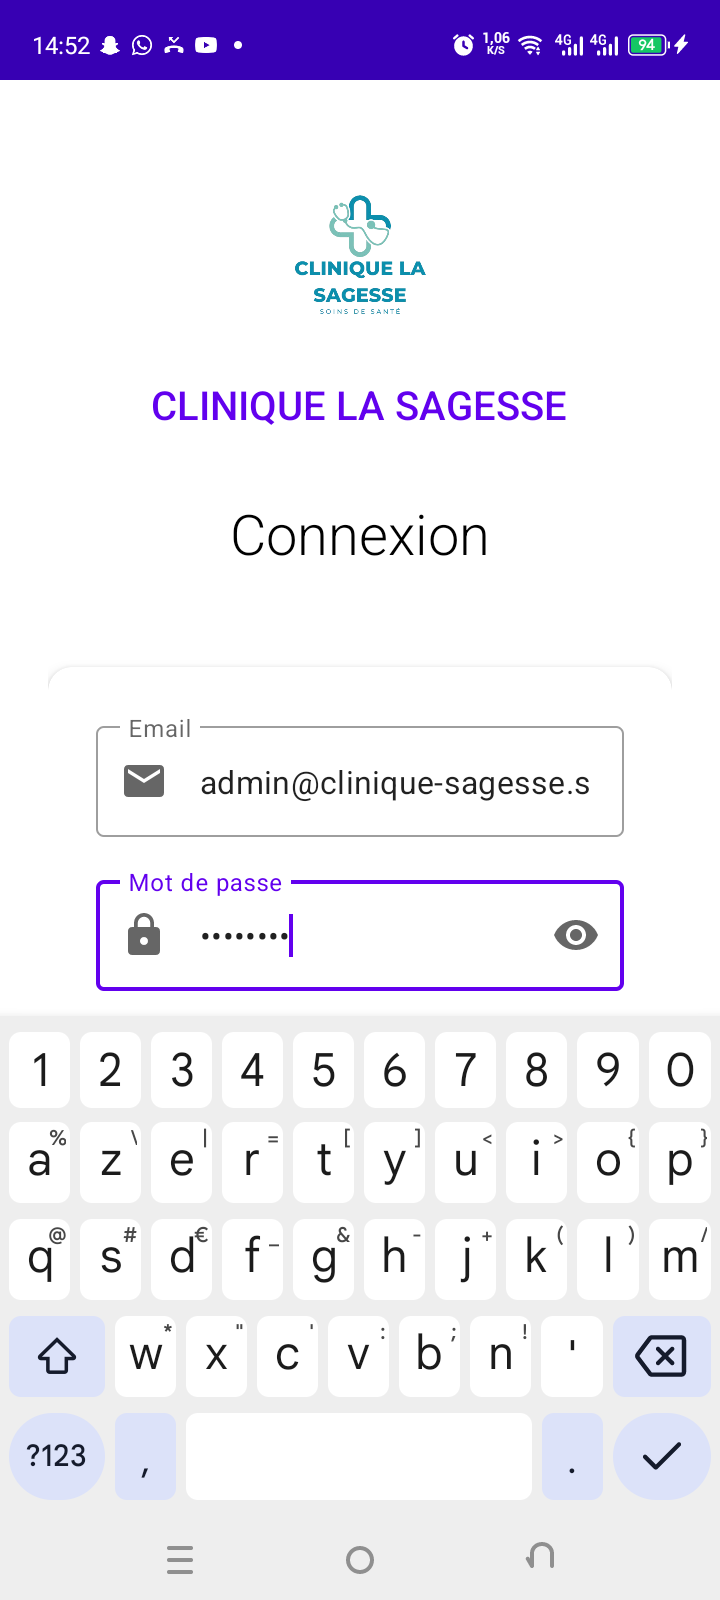 14:52
1,06
K/S
4G
4G
94
CLINIQUE LA
SAGESSE
SOINS DE SANTÉ
CLINIQUE LA SAGESSE
Connexion
Email
admin@clinique-sagesse.s
Mot de passe
••••••••
1 2 3 4 5 6 7 8 9 0
% \ | = [ ] < > { }
a z e r t y u i o p
@ # € _ & - + ( ) /
q s d f g h j k l m
* " ' : ; !
w x c v b n '
?123 , .